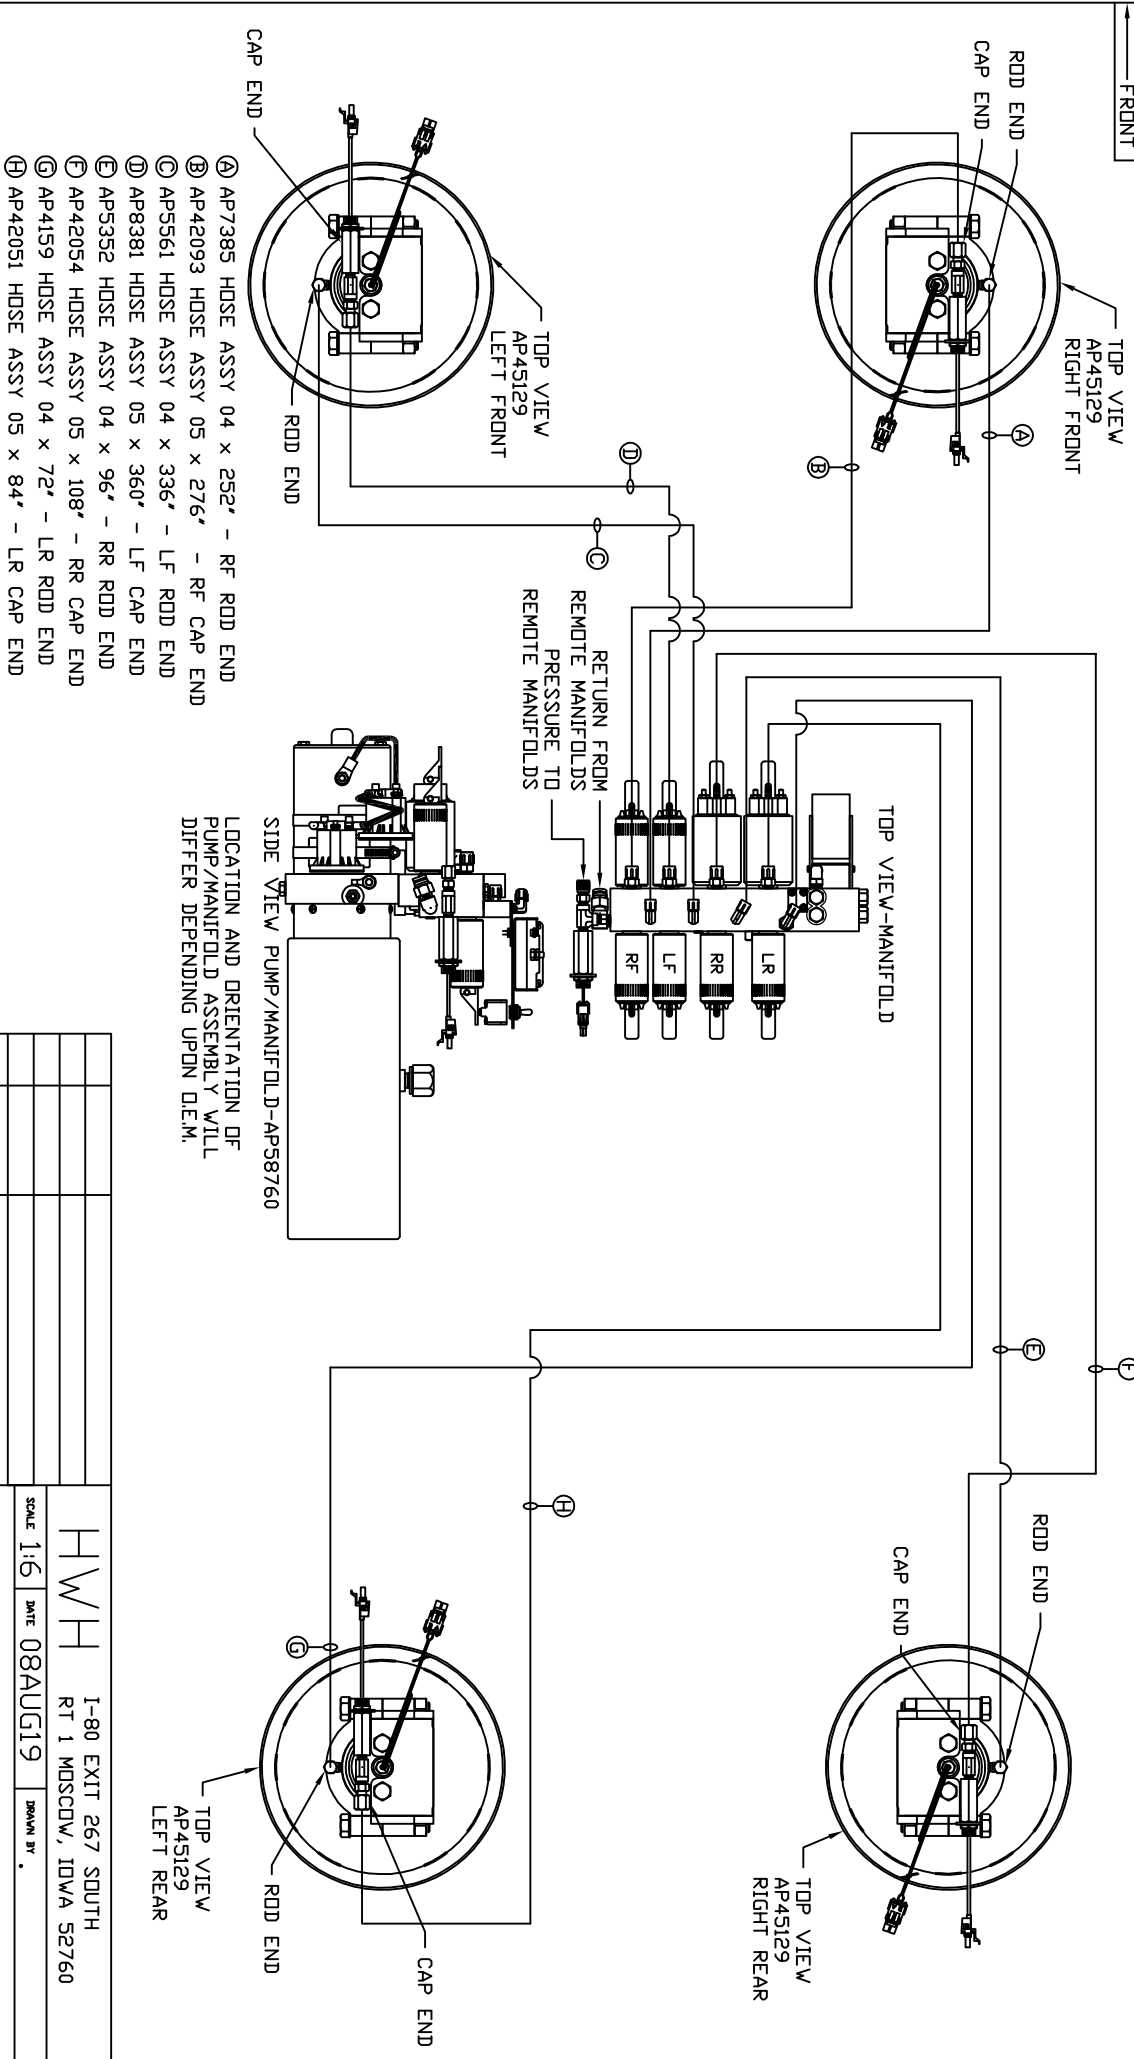 FRONT
ROD END
CAP END
TOP VIEW
AP45129
RIGHT FRONT
A
B
CAP END
TOP VIEW
AP45129
LEFT FRONT
ROD END
D
C
RETURN FROM
REMOTE MANIFOLDS
PRESSURE TO
REMOTE MANIFOLDS
TOP VIEW-MANIFOLD
RF
LF
RR
LR
SIDE VIEW PUMP/MANIFOLD-AP58760
LOCATION AND ORIENTATION OF
PUMP/MANIFOLD ASSEMBLY WILL
DIFFER DEPENDING UPON O.E.M.
E
F
H
G
ROD END
CAP END
TOP VIEW
AP45129
RIGHT REAR
TOP VIEW
AP45129
LEFT REAR
ROD END
CAP END
A AP7385 HOSE ASSY 04 x 252" - RF ROD END
B AP42093 HOSE ASSY 05 x 276" - RF CAP END
C AP5561 HOSE ASSY 04 x 336" - LF ROD END
D AP8381 HOSE ASSY 05 x 360" - LF CAP END
E AP5352 HOSE ASSY 04 x 96" - RR ROD END
F AP42054 HOSE ASSY 05 x 108" - RR CAP END
G AP4159 HOSE ASSY 04 x 72" - LR ROD END
H AP42051 HOSE ASSY 05 x 84" - LR CAP END
HWH
I-80 EXIT 267 SOUTH
RT 1 MOSCOW, IOWA 52760
SCALE 1:6 DATE 08AUG19 DRAWN BY .